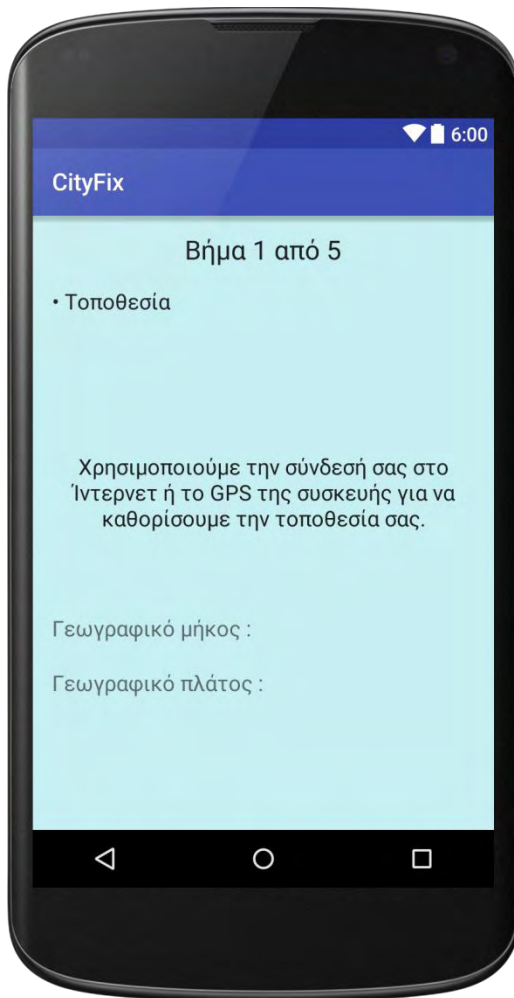 6:00
CityFix
Βήμα 1 από 5
• Τοποθεσία
Χρησιμοποιούμε την σύνδεσή σας στο
Ίντερνετ ή το GPS της συσκευής για να
καθορίσουμε την τοποθεσία σας.
Γεωγραφικό μήκος :
Γεωγραφικό πλάτος :